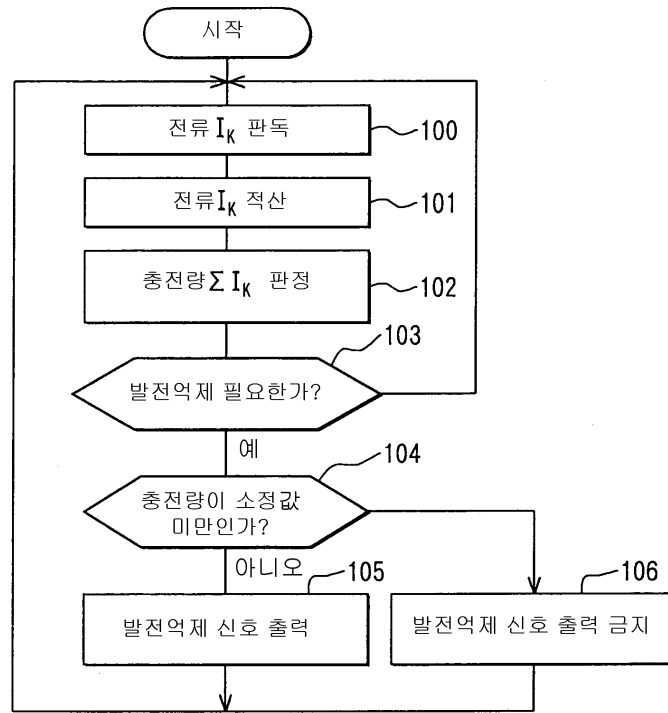 시작
전류 I_K 판독
100
전류 I_K 적산
101
충전량 Σ I_K 판정
102
103
발전억제 필요한가?
예
104
충전량이 소정값
미만인가?
아니오
105
106
발전억제 신호 출력
발전억제 신호 출력 금지